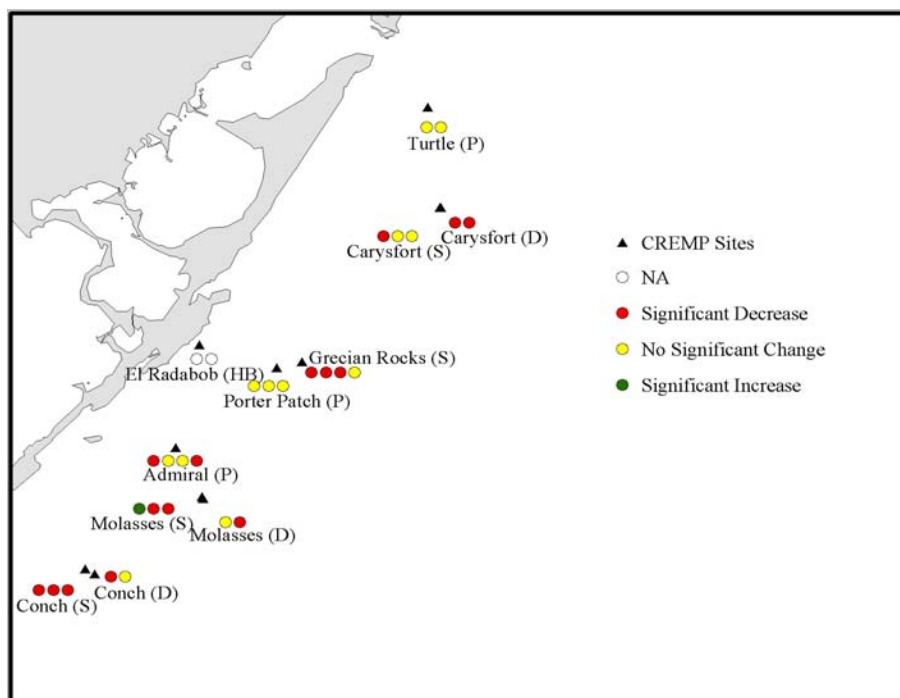 Turtle (P)
Carysfort (S)
Carysfort (D)
CREMP Sites
NA
Significant Decrease
No Significant Change
Significant Increase
Grecian Rocks (S)
El Radabob (HB)
Porter Patch (P)
Admiral (P)
Molasses (S)
Molasses (D)
Conch (S)
Conch (D)